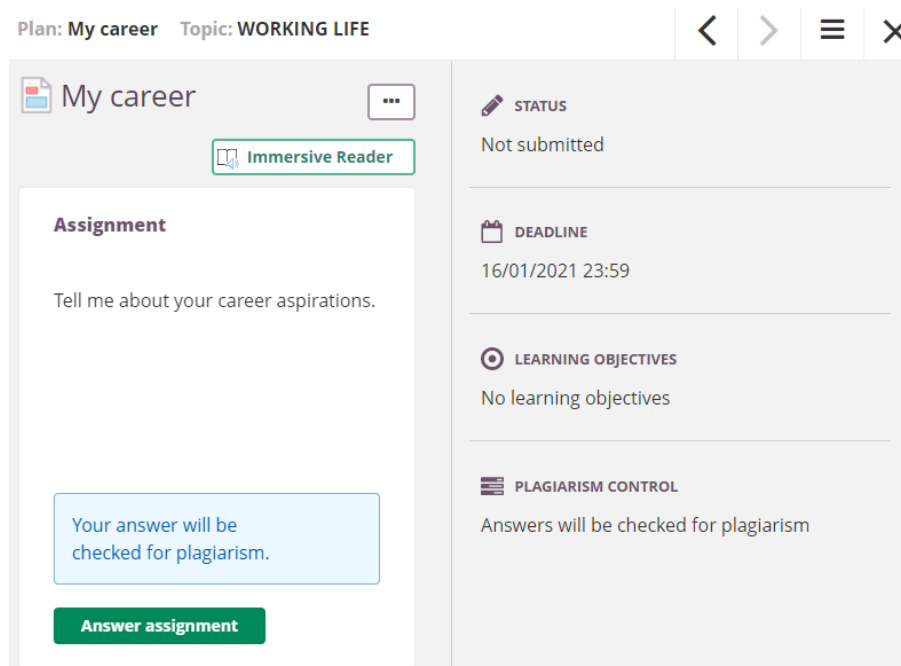 Plan: My career Topic: WORKING LIFE
My career
...
Immersive Reader
Assignment
Tell me about your career aspirations.
Your answer will be
checked for plagiarism.
Answer assignment
STATUS
Not submitted
DEADLINE
16/01/2021 23:59
LEARNING OBJECTIVES
No learning objectives
PLAGIARISM CONTROL
Answers will be checked for plagiarism